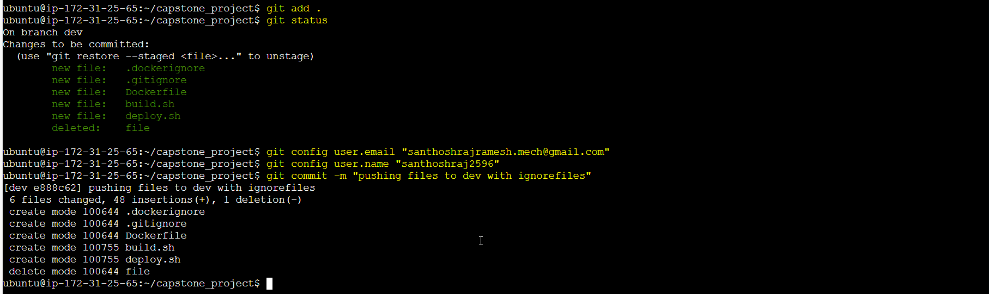 ubuntu@ip-172-31-25-65:~/capstone_project$ git add .
ubuntu@ip-172-31-25-65:~/capstone_project$ git status
On branch dev
Changes to be committed:
  (use "git restore --staged <file>..." to unstage)
        new file:   .dockerignore
        new file:   .gitignore
        new file:   Dockerfile
        new file:   build.sh
        new file:   deploy.sh
        deleted:    file

ubuntu@ip-172-31-25-65:~/capstone_project$ git config user.email "santhoshrajramesh.mech@gmail.com"
ubuntu@ip-172-31-25-65:~/capstone_project$ git config user.name "santhoshraj2596"
ubuntu@ip-172-31-25-65:~/capstone_project$ git commit -m "pushing files to dev with ignorefiles"
[dev e888c62] pushing files to dev with ignorefiles
 6 files changed, 48 insertions(+), 1 deletion(-)
 create mode 100644 .dockerignore
 create mode 100644 .gitignore
 create mode 100644 Dockerfile
 create mode 100755 build.sh
 create mode 100755 deploy.sh
 delete mode 100644 file
ubuntu@ip-172-31-25-65:~/capstone_project$